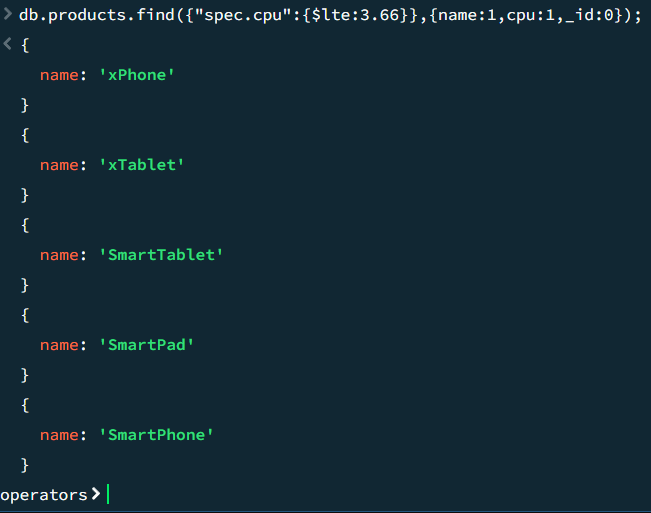 > db.products.find({"spec.cpu":{$lte:3.66}},{name:1,cpu:1,_id:0});
< {
name: 'xPhone'
}
{
name: 'xTablet'
}
{
name: 'SmartTablet'
}
{
name: 'SmartPad'
}
{
name: 'SmartPhone'
}
operators>